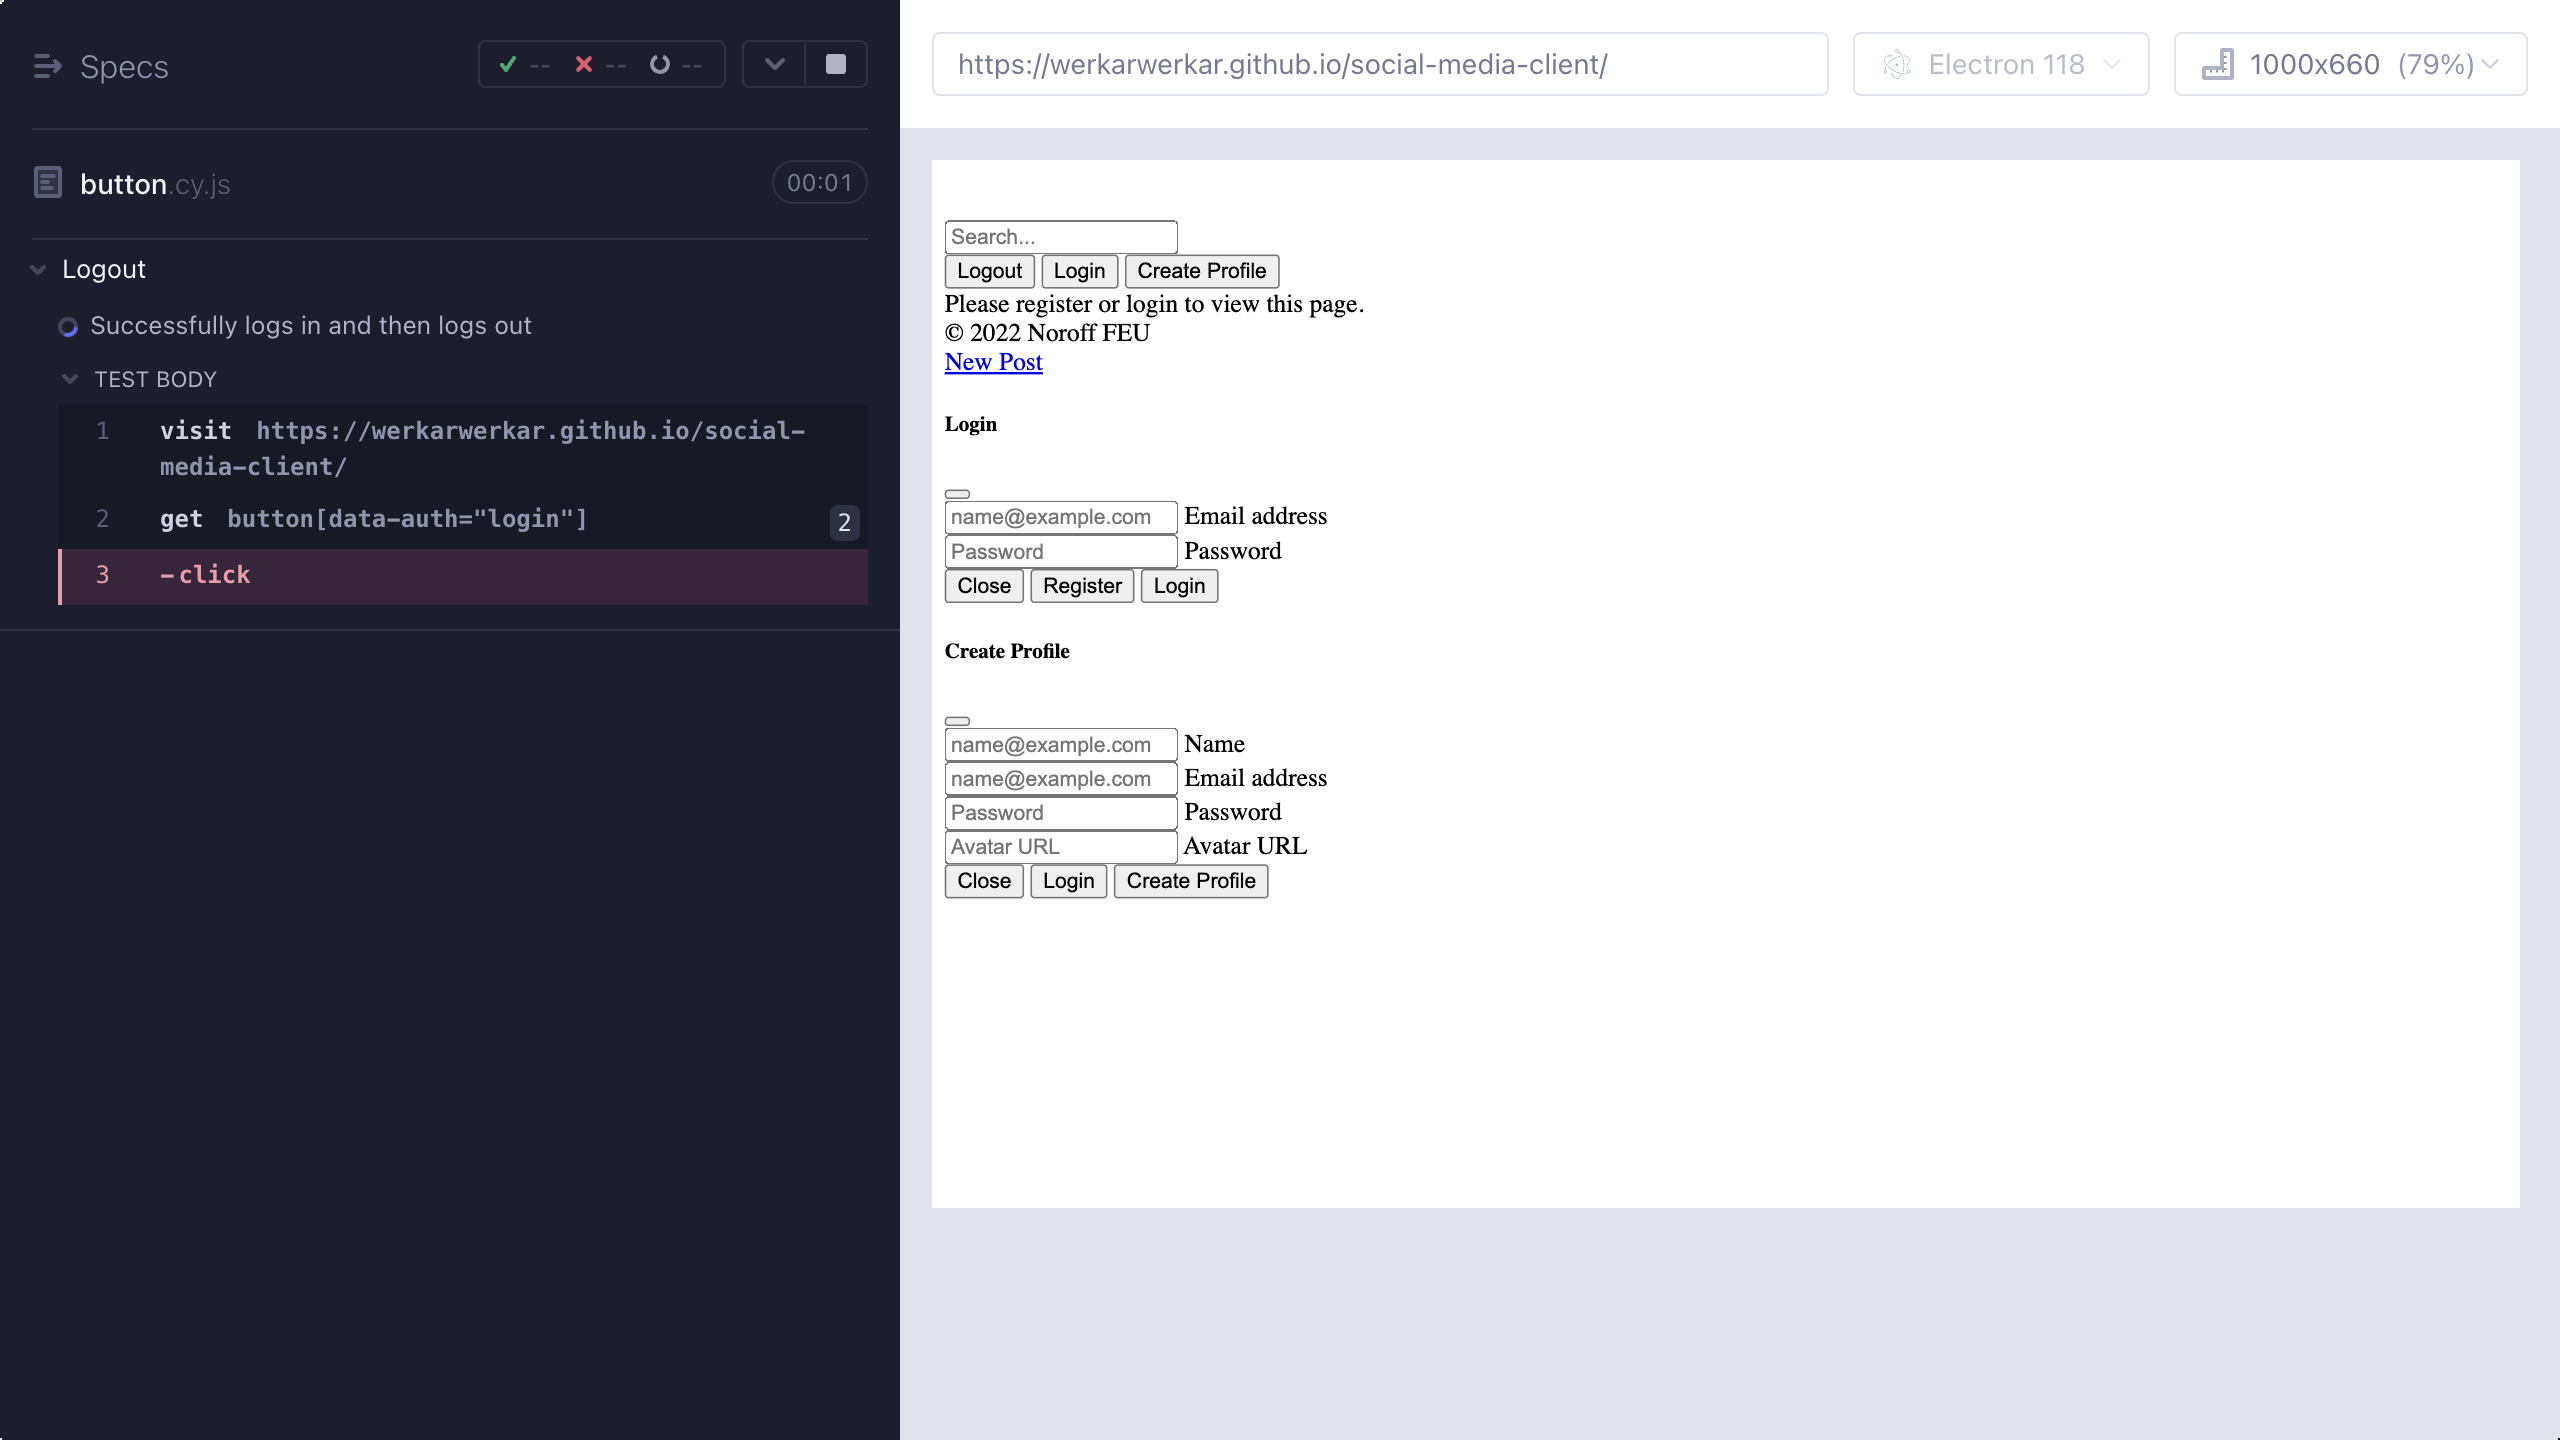 Specs
-- -- --
button.cy.js
00:01
Logout
Successfully logs in and then logs out
TEST BODY
1 visit https://werkarwerkar.github.io/social-
media-client/
2 get button[data-auth="login"] 2
3 -click
https://werkarwerkar.github.io/social-media-client/
Electron 118
1000x660 (79%)
Search...
Logout Login Create Profile
Please register or login to view this page.
© 2022 Noroff FEU
New Post
Login
name@example.com Email address
Password Password
Close Register Login
Create Profile
name@example.com Name
name@example.com Email address
Password Password
Avatar URL Avatar URL
Close Login Create Profile